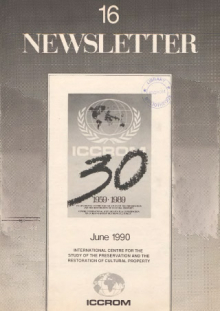 16
NEWSLETTER
ICCROM
30
1959-1989
June 1990
INTERNATIONAL CENTRE FOR THE
STUDY OF THE PRESERVATION AND THE
RESTORATION OF CULTURAL PROPERTY
ICCROM